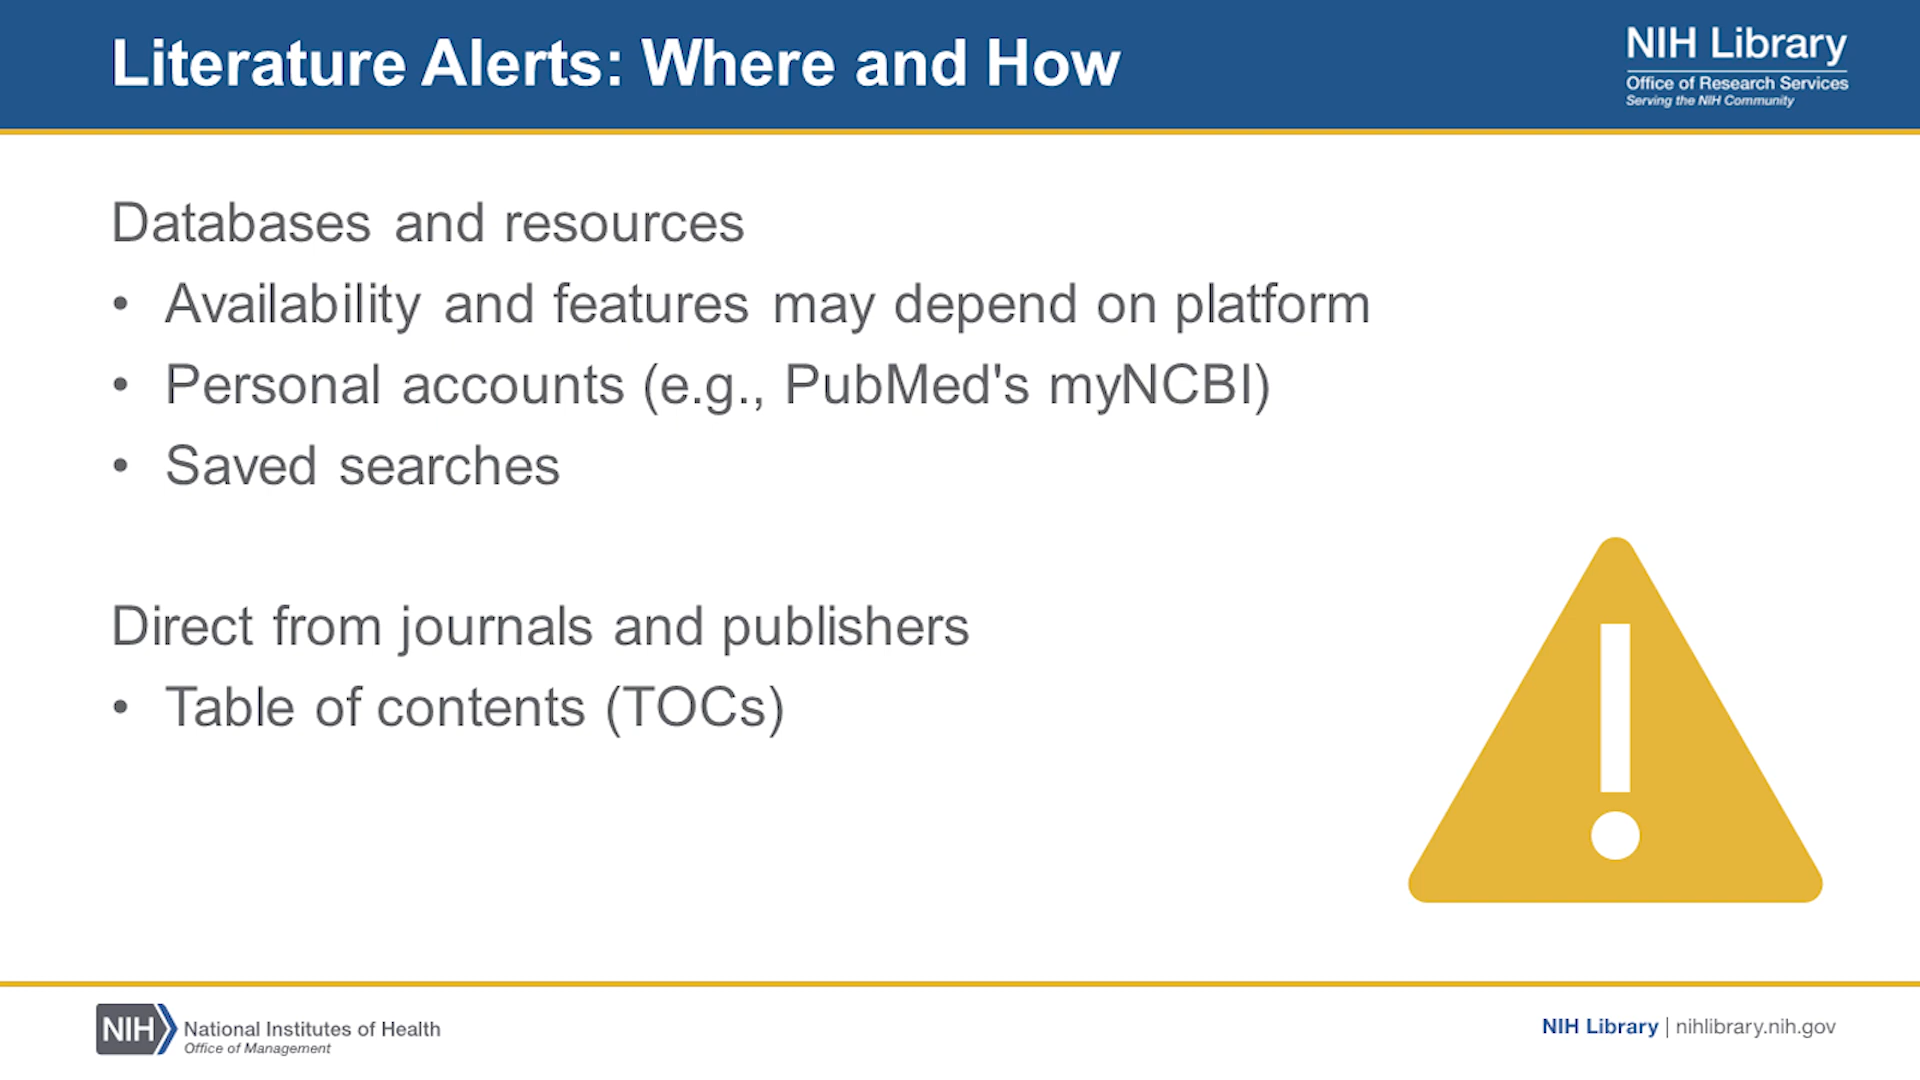 Literature Alerts: Where and How
NIH Library
Office of Research Services
Serving the NIH Community
Databases and resources
• Availability and features may depend on platform
• Personal accounts (e.g., PubMed's myNCBI)
• Saved searches
Direct from journals and publishers
• Table of contents (TOCs)
NIH National Institutes of Health
Office of Management
NIH Library | nihlibrary.nih.gov